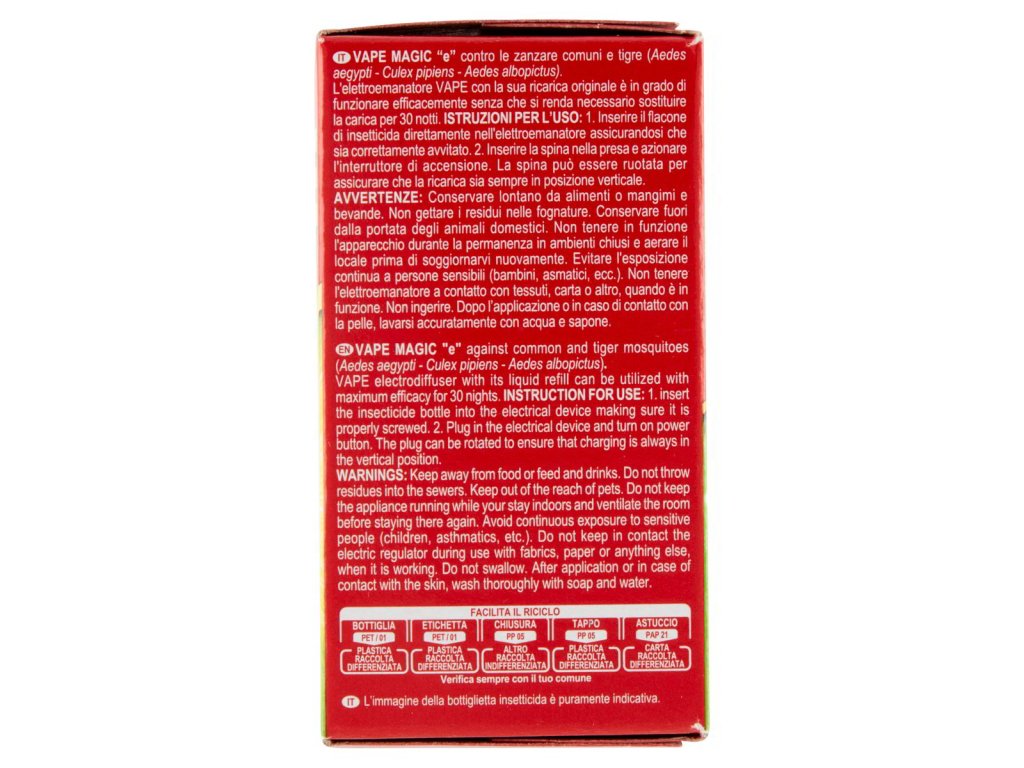 IT VAPE MAGIC “e” contro le zanzare comuni e tigre (Aedes
aegypti - Culex pipiens - Aedes albopictus).
L'elettroemanatore VAPE con la sua ricarica originale è in grado di
funzionare efficacemente senza che si renda necessario sostituire
la carica per 30 notti. ISTRUZIONI PER L'USO: 1. Inserire il flacone
di insetticida direttamente nell'elettroemanatore assicurandosi che
sia correttamente avvitato. 2. Inserire la spina nella presa e azionare
l'interruttore di accensione. La spina può essere ruotata per
assicurare che la ricarica sia sempre in posizione verticale.
AVVERTENZE: Conservare lontano da alimenti o mangimi e
bevande. Non gettare i residui nelle fognature. Conservare fuori
dalla portata degli animali domestici. Non tenere in funzione
l'apparecchio durante la permanenza in ambienti chiusi e aerare il
locale prima di soggiornarvi nuovamente. Evitare l'esposizione
continua a persone sensibili (bambini, asmatici, ecc.). Non tenere
l'elettroemanatore a contatto con tessuti, carta o altro, quando è in
funzione. Non ingerire. Dopo l'applicazione o in caso di contatto con
la pelle, lavarsi accuratamente con acqua e sapone.
EN VAPE MAGIC "e" against common and tiger mosquitoes
(Aedes aegypti - Culex pipiens - Aedes albopictus).
VAPE electrodiffuser with its liquid refill can be utilized with
maximum efficacy for 30 nights. INSTRUCTION FOR USE: 1. insert
the insecticide bottle into the electrical device making sure it is
properly screwed. 2. Plug in the electrical device and turn on power
button. The plug can be rotated to ensure that charging is always in
the vertical position.
WARNINGS: Keep away from food or feed and drinks. Do not throw
residues into the sewers. Keep out of the reach of pets. Do not keep
the appliance running while your stay indoors and ventilate the room
before staying there again. Avoid continuous exposure to sensitive
people (children, asthmatics, etc.). Do not keep in contact the
electric regulator during use with fabrics, paper or anything else,
when it is working. Do not swallow. After application or in case of
contact with the skin, wash thoroughly with soap and water.
FACILITA IL RICICLO
BOTTIGLIA ETICHETTA CHIUSURA TAPPO ASTUCCIO
PET / 01 PET / 01 PP 05 PP 05 PAP 21
PLASTICA PLASTICA ALTRO PLASTICA CARTA
RACCOLTA RACCOLTA RACCOLTA RACCOLTA RACCOLTA
DIFFERENZIATA DIFFERENZIATA INDIFFERENZIATA DIFFERENZIATA DIFFERENZIATA
Verifica sempre con il tuo comune
IT L'immagine della bottiglietta insetticida è puramente indicativa.